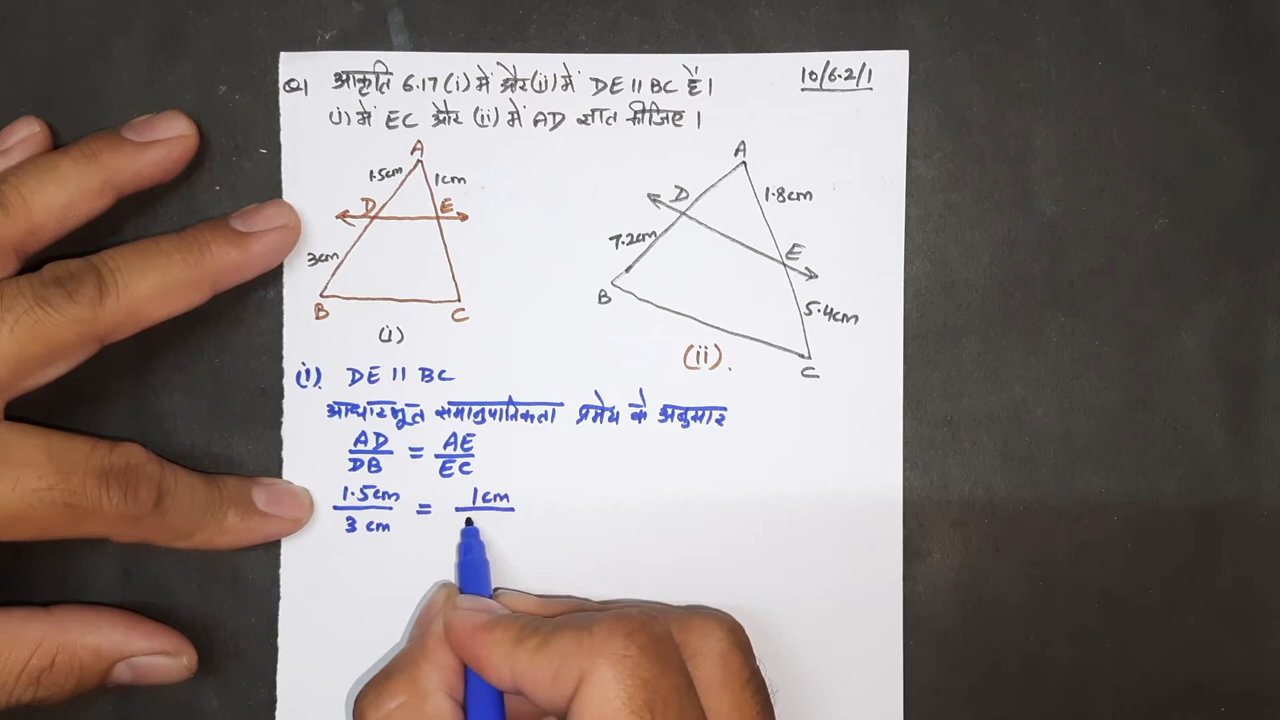 Q1 आकृति 6.17 (i) में और (ii) में DE || BC है। 10/6.2/1
(i) में EC और (ii) में AD ज्ञात कीजिए।
A A
1.5cm 1cm D 1.8cm
D E 7.2cm E
3cm B 5.4cm
B C
(i) (ii). C
(i) DE || BC
आधारभूत समानुपातिकता प्रमेय के अनुसार
AD/DB = AE/EC
1.5cm/3 cm = 1cm/